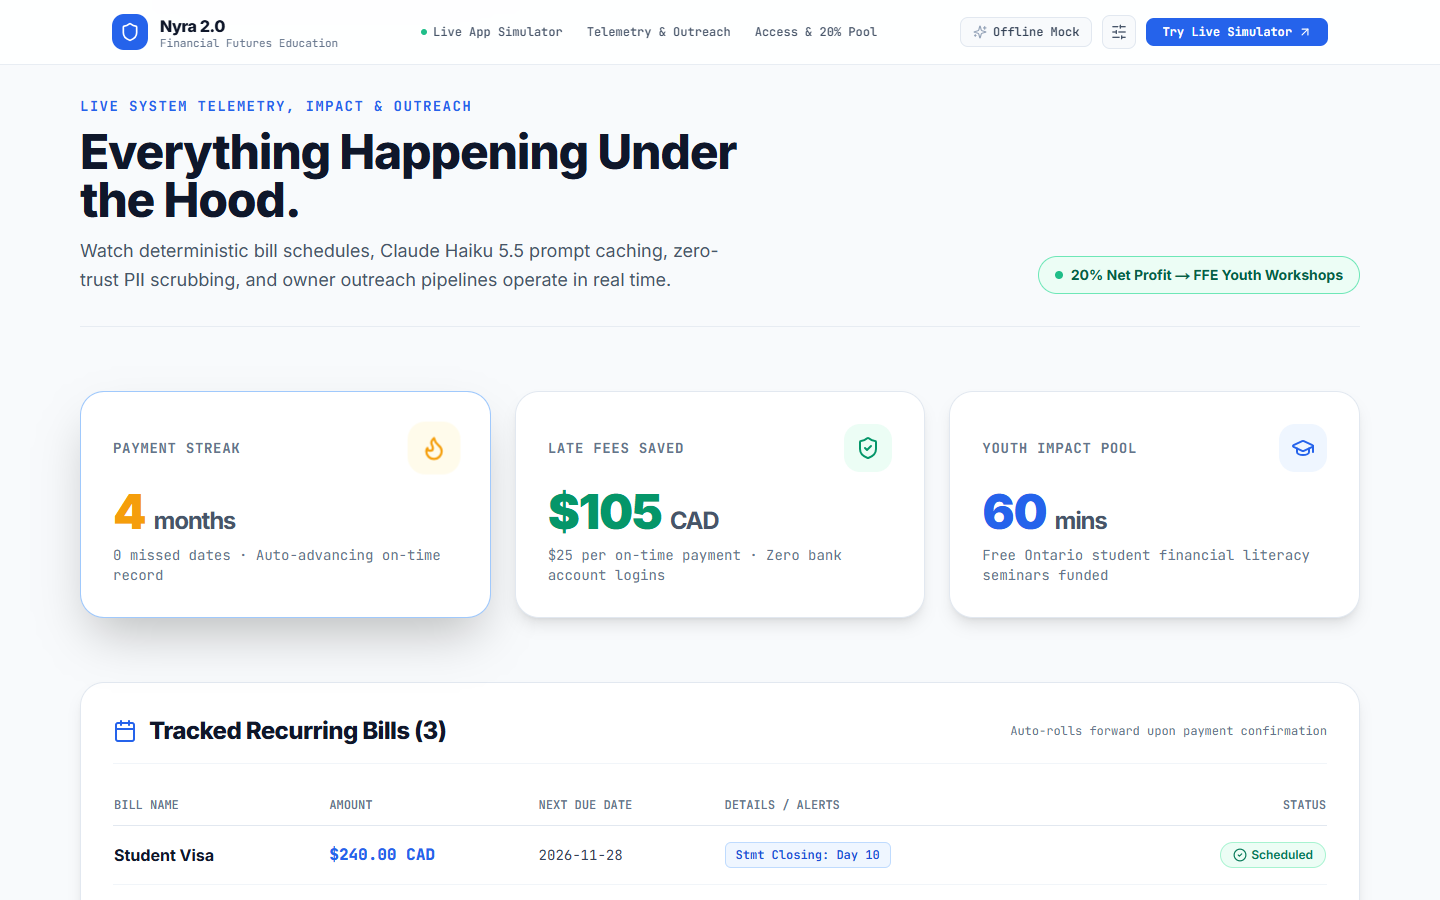 Nyra 2.0
Financial Futures Education
Live App Simulator
Telemetry & Outreach
Access & 20% Pool
Offline Mock
Try Live Simulator
LIVE SYSTEM TELEMETRY, IMPACT & OUTREACH
Everything Happening Under
the Hood.
Watch deterministic bill schedules, Claude Haiku 5.5 prompt caching, zero-
trust PII scrubbing, and owner outreach pipelines operate in real time.
20% Net Profit → FFE Youth Workshops
PAYMENT STREAK
4 months
0 missed dates · Auto-advancing on-time
record
LATE FEES SAVED
$105 CAD
$25 per on-time payment · Zero bank
account logins
YOUTH IMPACT POOL
60 mins
Free Ontario student financial literacy
seminars funded
Tracked Recurring Bills (3)
Auto-rolls forward upon payment confirmation
BILL NAME
AMOUNT
NEXT DUE DATE
DETAILS / ALERTS
STATUS
Student Visa
$240.00 CAD
2026-11-28
Stmt Closing: Day 10
Scheduled